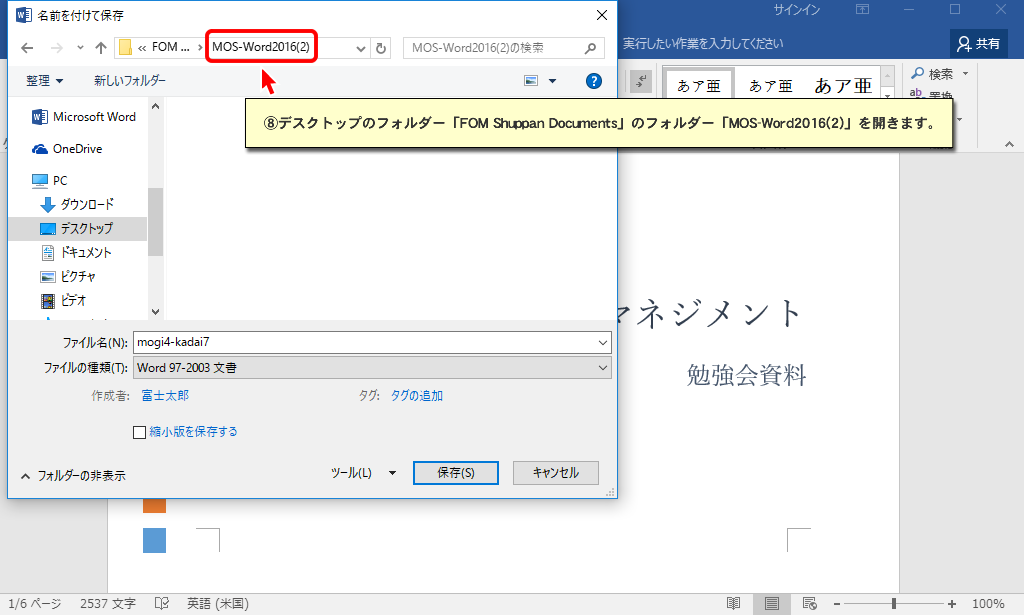 名前を付けて保存
サインイン
« FOM ... › MOS-Word2016(2)
MOS-Word2016(2)の検索
実行したい作業を入力してください
共有
整理
新しいフォルダー
あア亜
あア亜
あア亜
検索
置換
⑧デスクトップのフォルダー「FOM Shuppan Documents」のフォルダー「MOS-Word2016(2)」を開きます。
Microsoft Word
OneDrive
PC
ダウンロード
デスクトップ
ドキュメント
ピクチャ
ビデオ
マネジメント
勉強会資料
ファイル名(N):
mogi4-kadai7
ファイルの種類(T):
Word 97-2003 文書
作成者:
富士太郎
タグ:
タグの追加
縮小版を保存する
フォルダーの非表示
ツール(L)
保存(S)
キャンセル
1/6 ページ
2537 文字
英語 (米国)
100%